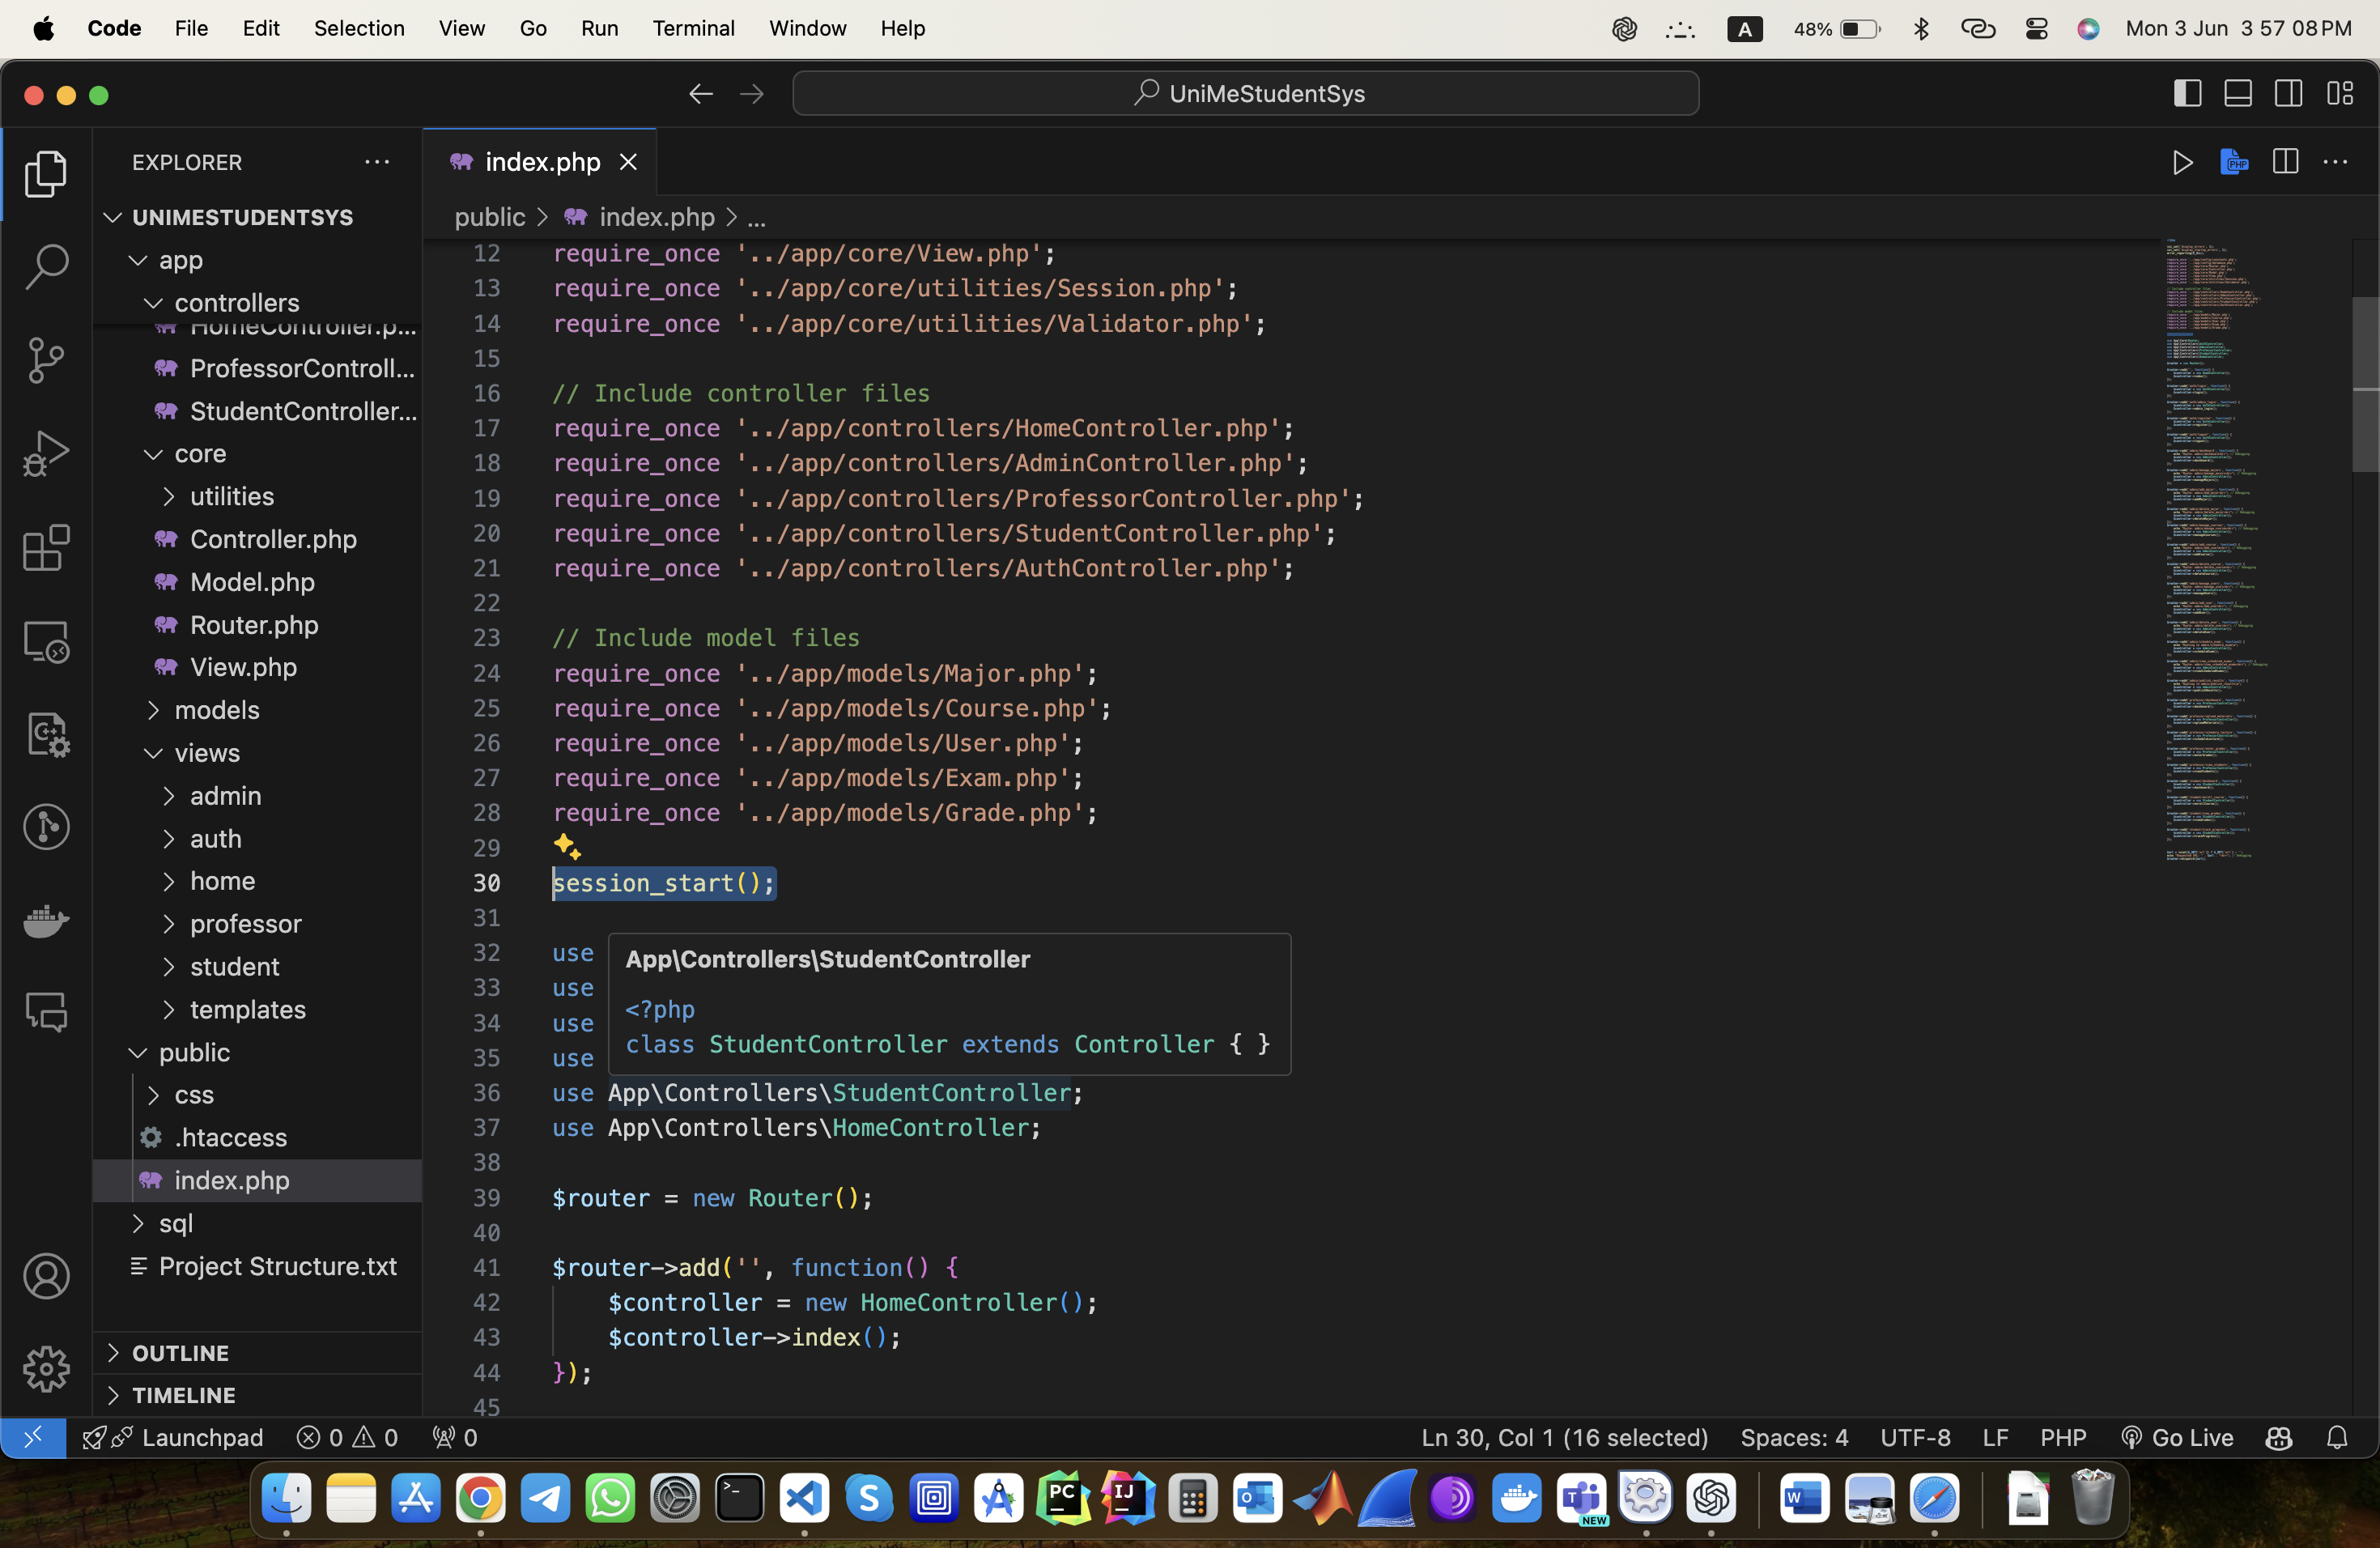 Code File Edit Selection View Go Run Terminal Window Help A 48% Mon 3 Jun 3 57 08 PM
UniMeStudentSys
EXPLORER
index.php
UNIMESTUDENTSYS
public > index.php > ...
app
controllers
HomeController.p...
ProfessorControll...
StudentController...
core
utilities
Controller.php
Model.php
Router.php
View.php
models
views
admin
auth
home
professor
student
templates
public
css
.htaccess
index.php
sql
Project Structure.txt
OUTLINE
TIMELINE
12 require_once '../app/core/View.php';
13 require_once '../app/core/utilities/Session.php';
14 require_once '../app/core/utilities/Validator.php';
15
16 // Include controller files
17 require_once '../app/controllers/HomeController.php';
18 require_once '../app/controllers/AdminController.php';
19 require_once '../app/controllers/ProfessorController.php';
20 require_once '../app/controllers/StudentController.php';
21 require_once '../app/controllers/AuthController.php';
22
23 // Include model files
24 require_once '../app/models/Major.php';
25 require_once '../app/models/Course.php';
26 require_once '../app/models/User.php';
27 require_once '../app/models/Exam.php';
28 require_once '../app/models/Grade.php';
29
30 session_start();
31
32 use
33 use
34 use
35 use
App\Controllers\StudentController
<?php
class StudentController extends Controller { }
36 use App\Controllers\StudentController;
37 use App\Controllers\HomeController;
38
39 $router = new Router();
40
41 $router->add('', function() {
42 $controller = new HomeController();
43 $controller->index();
44 });
45
Launchpad 0 0 0 Ln 30, Col 1 (16 selected) Spaces: 4 UTF-8 LF PHP Go Live
PC IJ NEW